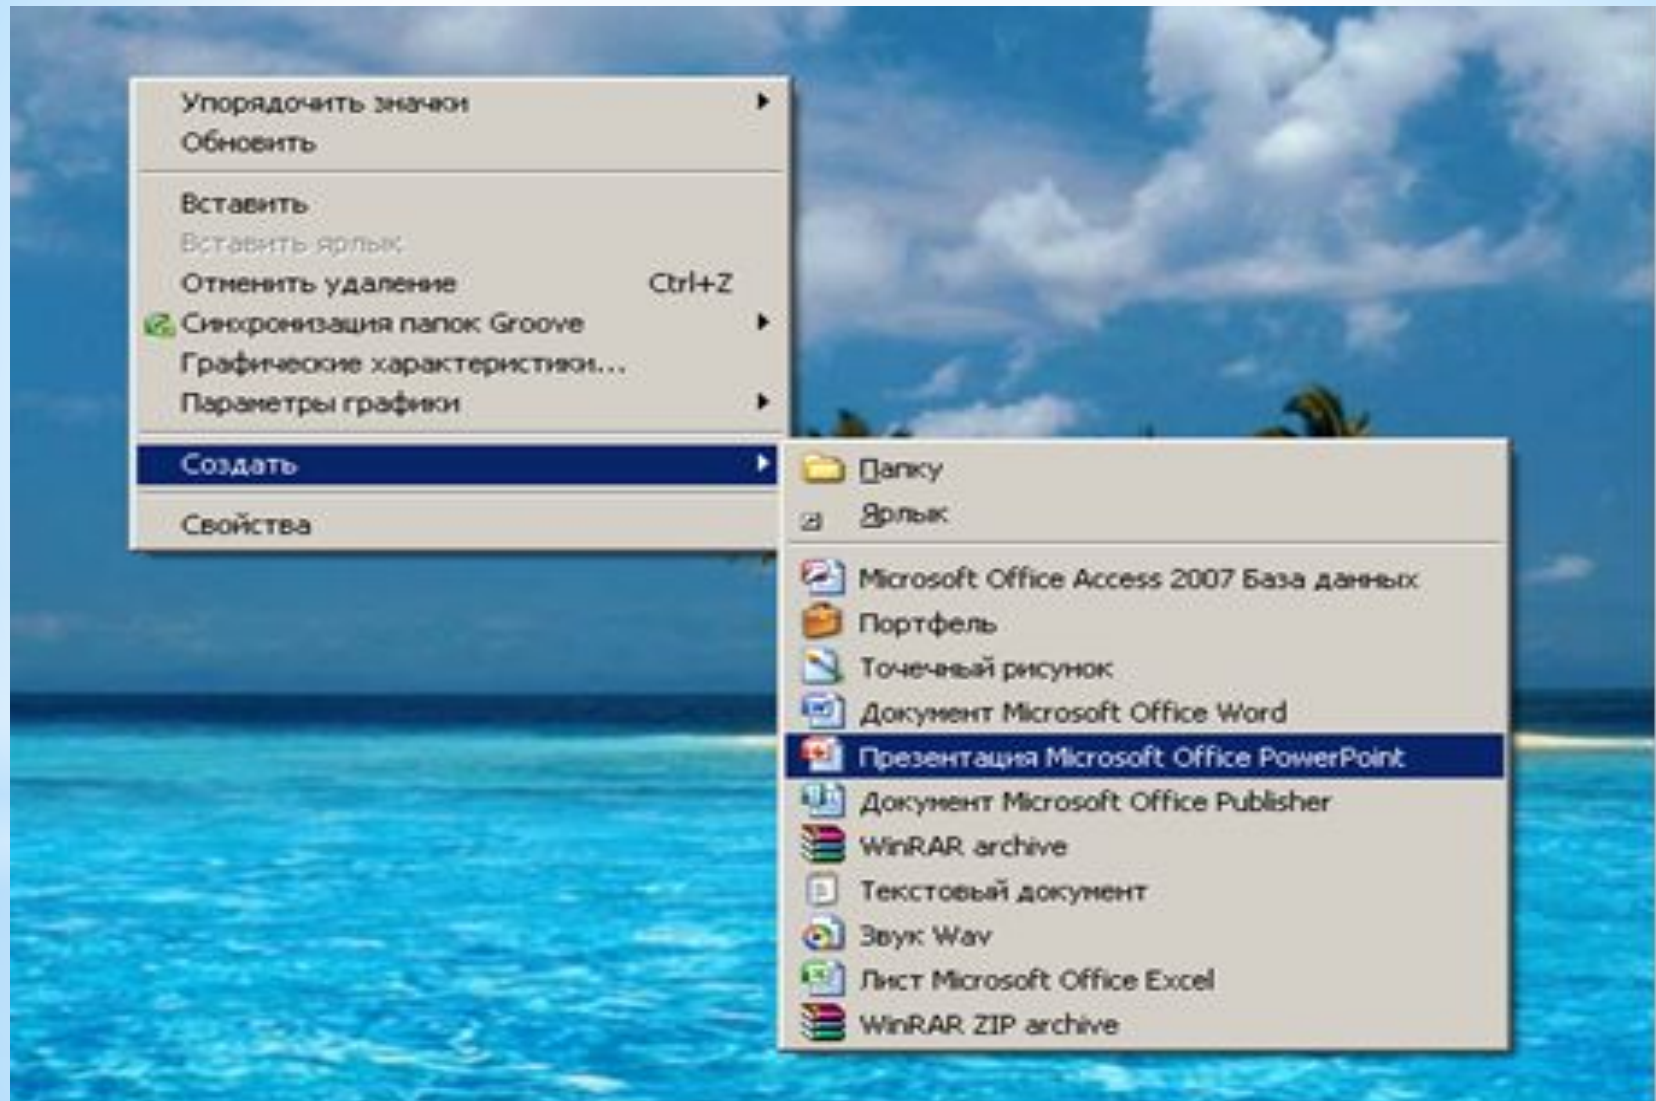 Упорядочить значки
Обновить
Вставить
Вставить ярлык
Отменить удаление Ctrl+Z
Синхронизация папок Groove
Графические характеристики...
Параметры графики
Создать
Свойства
Папку
Ярлык
Microsoft Office Access 2007 База данных
Портфель
Точечный рисунок
Документ Microsoft Office Word
Презентация Microsoft Office PowerPoint
Документ Microsoft Office Publisher
WinRAR archive
Текстовый документ
Звук Wav
Лист Microsoft Office Excel
WinRAR ZIP archive